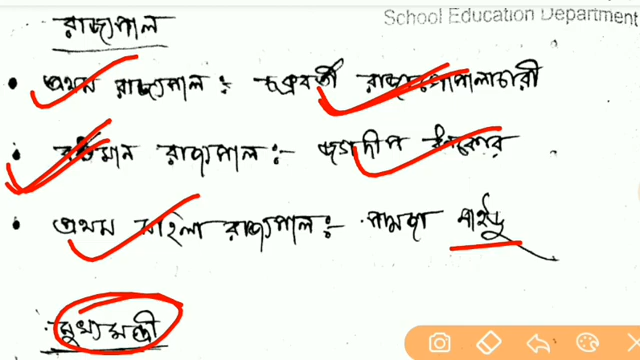 School Education Department
রাজ্যপাল
• প্রথম রাজ্যপাল : চক্রবর্তী রাজাগোপালাচারী
• বর্তমান রাজ্যপাল :- জগদীপ ধনকোর
• প্রথম মহিলা রাজ্যপাল :- পদ্মজা নাইডু
মুখ্যমন্ত্রী